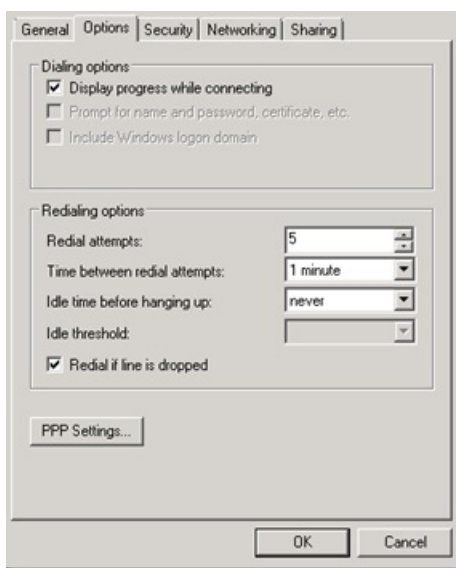 General Options Security Networking Sharing
Dialing options
Display progress while connecting
Prompt for name and password, certificate, etc.
Include Windows logon domain
Redialing options
Redial attempts: 5
Time between redial attempts: 1 minute
Idle time before hanging up: never
Idle threshold:
Redial if line is dropped
PPP Settings...
OK Cancel